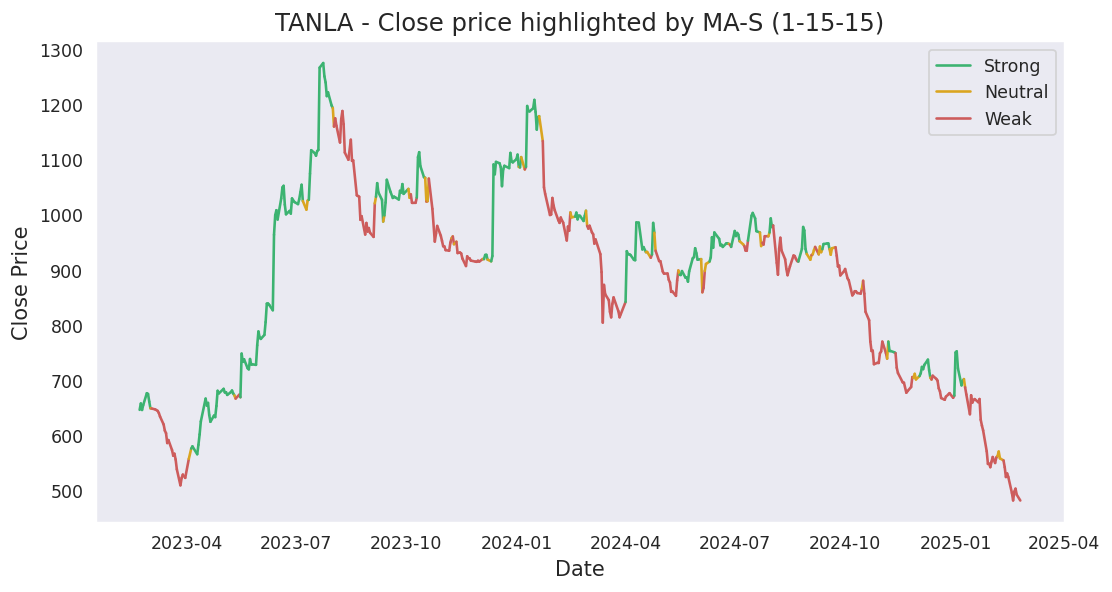 TANLA - Close price highlighted by MA-S (1-15-15)
Strong
Neutral
Weak
Close Price
1300
1200
1100
1000
900
800
700
600
500
2023-04 2023-07 2023-10 2024-01 2024-04 2024-07 2024-10 2025-01 2025-04
Date